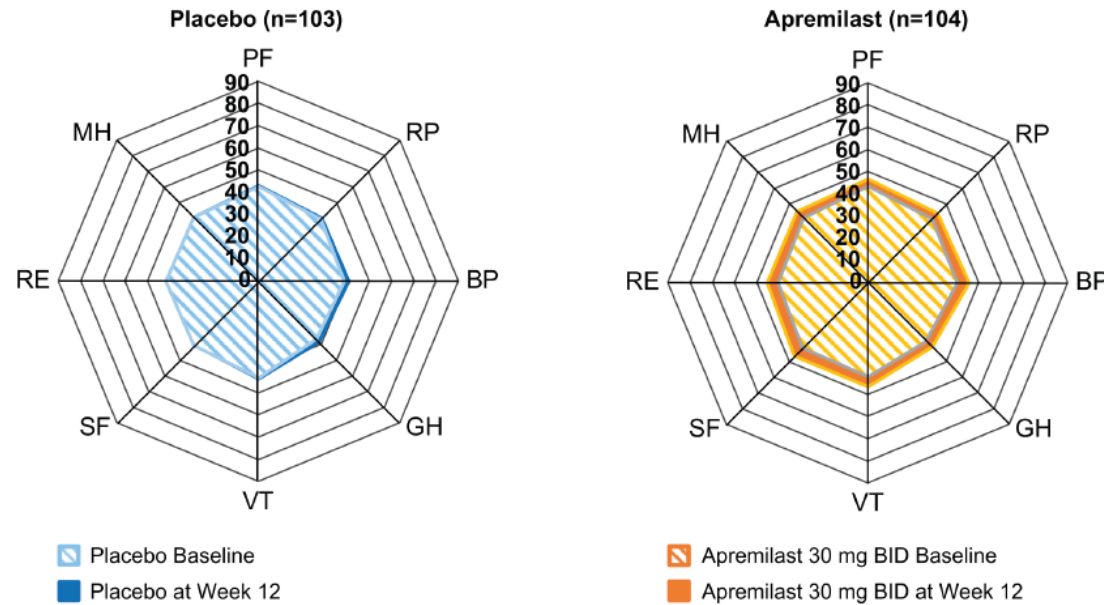 Placebo (n=103)
PF
90
80
70
60
50
40
30
20
10
0
MH
RP
RE
BP
SF
GH
VT
Placebo Baseline
Placebo at Week 12
Apremilast (n=104)
PF
90
80
70
60
50
40
30
20
10
0
MH
RP
RE
BP
SF
GH
VT
Apremilast 30 mg BID Baseline
Apremilast 30 mg BID at Week 12